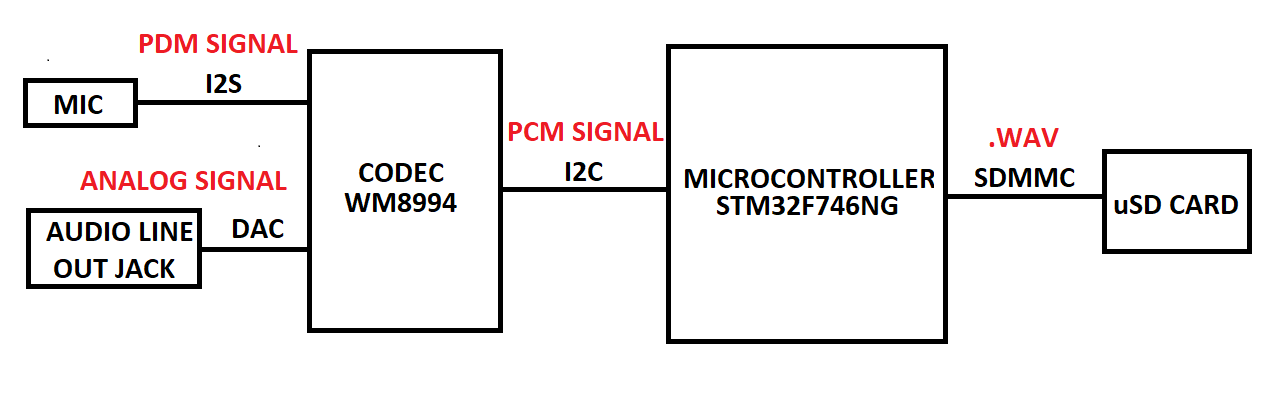 PDM SIGNAL
I2S
MIC
ANALOG SIGNAL
DAC
AUDIO LINE
OUT JACK
CODEC
WM8994
PCM SIGNAL
I2C
MICROCONTROLLER
STM32F746NG
.WAV
SDMMC
uSD CARD